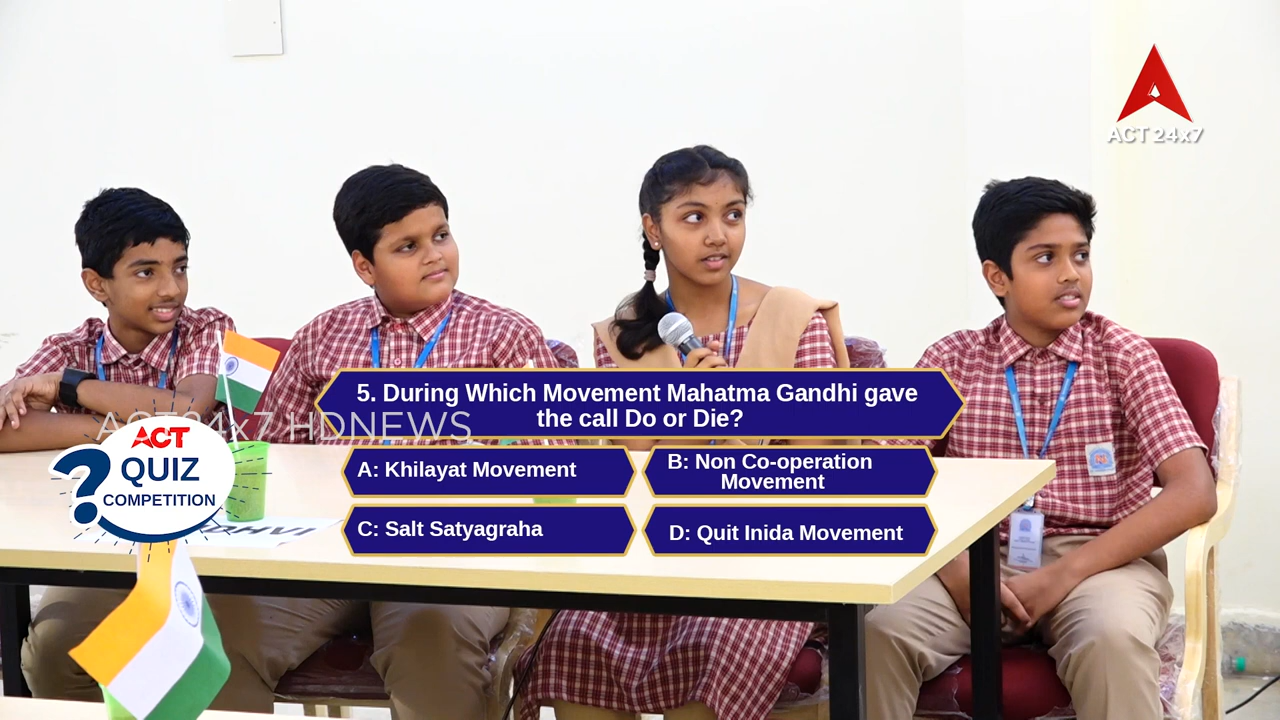 ACT 24x7
5. During Which Movement Mahatma Gandhi gave
the call Do or Die?
ACT24x7 HDNEWS
A: Khilayat Movement
B: Non Co-operation
Movement
C: Salt Satyagraha
D: Quit Inida Movement
ACT
?
QUIZ
COMPETITION